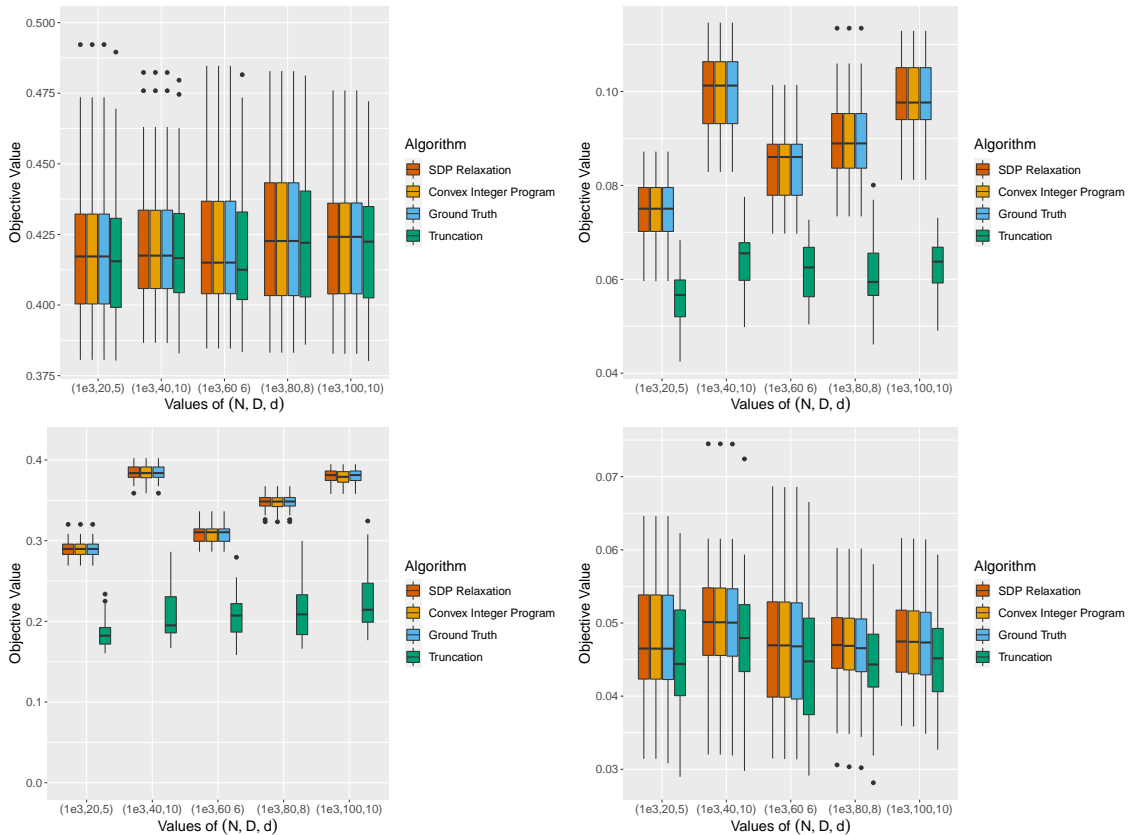 0.500
0.475
0.450
0.425
0.400
0.375
Objective Value
(1e3,20,5) (1e3,40,10) (1e3,60 6) (1e3,80,8) (1e3,100,10)
Values of (N, D, d)
Algorithm
SDP Relaxation
Convex Integer Program
Ground Truth
Truncation
0.10
0.08
0.06
0.04
Objective Value
(1e3,20,5) (1e3,40,10) (1e3,60 6) (1e3,80,8) (1e3,100,10)
Values of (N, D, d)
Algorithm
SDP Relaxation
Convex Integer Program
Ground Truth
Truncation
0.4
0.3
0.2
0.1
0.0
Objective Value
(1e3,20,5) (1e3,40,10) (1e3,60 6) (1e3,80,8) (1e3,100,10)
Values of (N, D, d)
Algorithm
SDP Relaxation
Convex Integer Program
Ground Truth
Truncation
0.07
0.06
0.05
0.04
0.03
Objective Value
(1e3,20,5) (1e3,40,10) (1e3,60 6) (1e3,80,8) (1e3,100,10)
Values of (N, D, d)
Algorithm
SDP Relaxation
Convex Integer Program
Ground Truth
Truncation